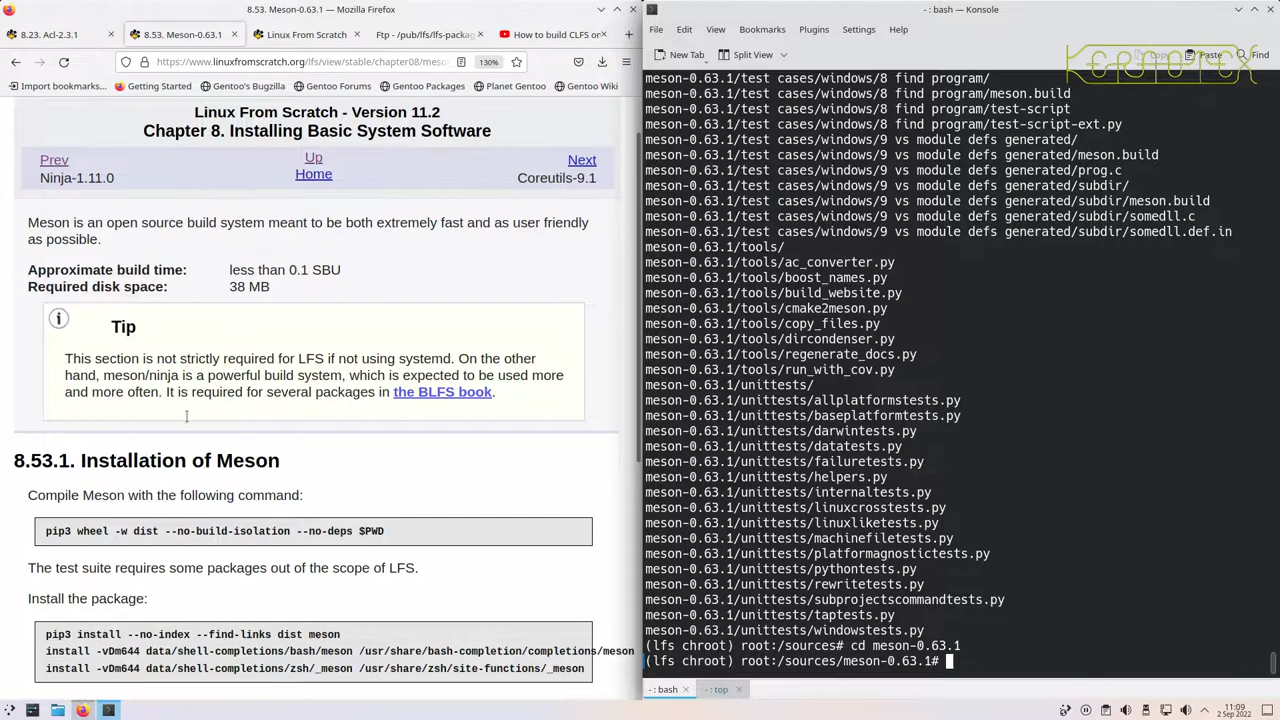 8.53. Meson-0.63.1 — Mozilla Firefox
8.23. Acl-2.3.1
8.53. Meson-0.63.1
Linux From Scratch
Ftp - /pub/lfs/lfs-packag
How to build CLFS on
https://www.linuxfromscratch.org/lfs/view/stable/chapter08/meso
Import bookmarks...
Getting Started
Gentoo's Bugzilla
Gentoo Forums
Gentoo Packages
Planet Gentoo
Gentoo Wiki
Linux From Scratch - Version 11.2
Chapter 8. Installing Basic System Software
Prev
Up
Next
Ninja-1.11.0
Home
Coreutils-9.1
Meson is an open source build system meant to be both extremely fast and as user friendly
as possible.
Approximate build time: less than 0.1 SBU
Required disk space: 38 MB
Tip
This section is not strictly required for LFS if not using systemd. On the other
hand, meson/ninja is a powerful build system, which is expected to be used more
and more often. It is required for several packages in the BLFS book.
8.53.1. Installation of Meson
Compile Meson with the following command:
pip3 wheel -w dist --no-build-isolation --no-deps $PWD
The test suite requires some packages out of the scope of LFS.
Install the package:
pip3 install --no-index --find-links dist meson
install -vDm644 data/shell-completions/bash/meson /usr/share/bash-completion/completions/meson
install -vDm644 data/shell-completions/zsh/_meson /usr/share/zsh/site-functions/_meson
- : bash — Konsole
File Edit View Bookmarks Plugins Settings Help
New Tab
Split View
Copy
Paste
Find
KERNOTEX
meson-0.63.1/test cases/windows/8 find program/
meson-0.63.1/test cases/windows/8 find program/meson.build
meson-0.63.1/test cases/windows/8 find program/test-script
meson-0.63.1/test cases/windows/8 find program/test-script-ext.py
meson-0.63.1/test cases/windows/9 vs module defs generated/
meson-0.63.1/test cases/windows/9 vs module defs generated/meson.build
meson-0.63.1/test cases/windows/9 vs module defs generated/prog.c
meson-0.63.1/test cases/windows/9 vs module defs generated/subdir/
meson-0.63.1/test cases/windows/9 vs module defs generated/subdir/meson.build
meson-0.63.1/test cases/windows/9 vs module defs generated/subdir/somedll.c
meson-0.63.1/test cases/windows/9 vs module defs generated/subdir/somedll.def.in
meson-0.63.1/tools/
meson-0.63.1/tools/ac_converter.py
meson-0.63.1/tools/boost_names.py
meson-0.63.1/tools/build_website.py
meson-0.63.1/tools/cmake2meson.py
meson-0.63.1/tools/copy_files.py
meson-0.63.1/tools/dircondenser.py
meson-0.63.1/tools/regenerate_docs.py
meson-0.63.1/tools/run_with_cov.py
meson-0.63.1/unittests/
meson-0.63.1/unittests/allplatformstests.py
meson-0.63.1/unittests/baseplatformtests.py
meson-0.63.1/unittests/darwintests.py
meson-0.63.1/unittests/datatests.py
meson-0.63.1/unittests/failuretests.py
meson-0.63.1/unittests/helpers.py
meson-0.63.1/unittests/internaltests.py
meson-0.63.1/unittests/linuxcrosstests.py
meson-0.63.1/unittests/linuxliketests.py
meson-0.63.1/unittests/machinefiletests.py
meson-0.63.1/unittests/platformagnostictests.py
meson-0.63.1/unittests/pythontests.py
meson-0.63.1/unittests/rewritetests.py
meson-0.63.1/unittests/subprojectscommandtests.py
meson-0.63.1/unittests/taptests.py
meson-0.63.1/unittests/windowstests.py
(lfs chroot) root:/sources# cd meson-0.63.1
(lfs chroot) root:/sources/meson-0.63.1#
- : bash
- : top
11:09
2 Sep 2022